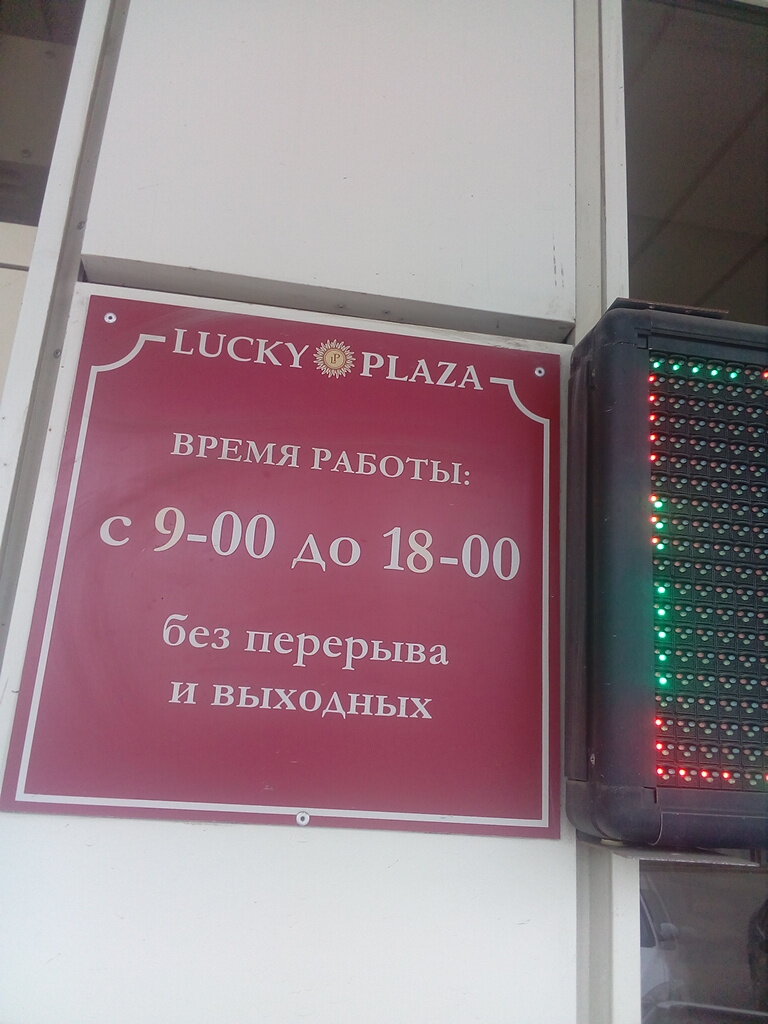 LUCKY PLAZA
ВРЕМЯ РАБОТЫ:
с 9-00 до 18-00
без перерыва
и выходных